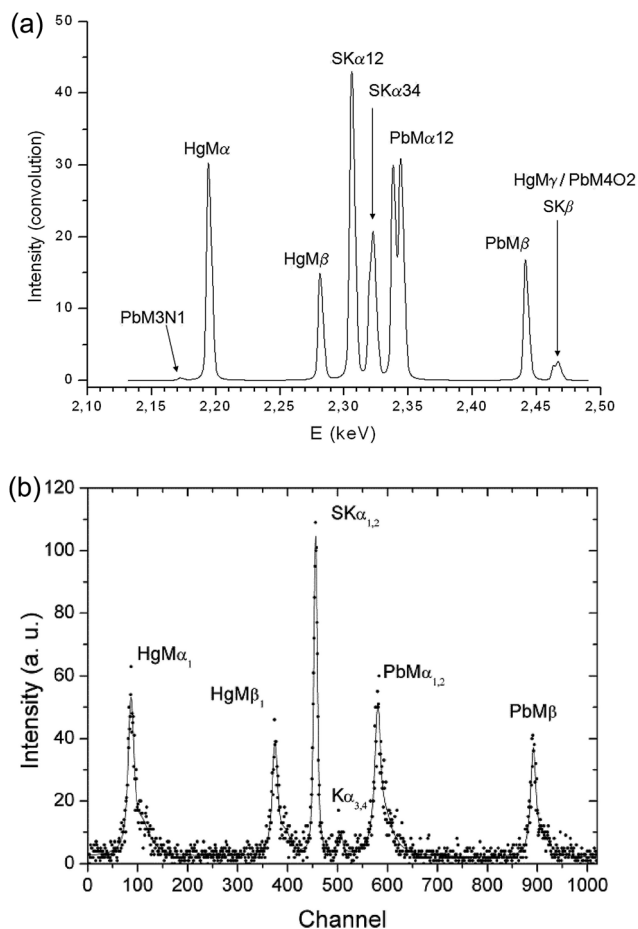 (a)
50
40
30
20
10
0
Intensity (convolution)
PbM3N1
HgMα
HgMβ
SKα12
SKα34
PbMα12
PbMβ
HgMγ / PbM4O2
SKβ
2,10 2,15 2,20 2,25 2,30 2,35 2,40 2,45 2,50
E (keV)
(b)
120
100
80
60
40
20
0
Intensity (a. u.)
HgMα₁
HgMβ₁
SKα₁,₂
Kα₃,₄
PbMα₁,₂
PbMβ
0 100 200 300 400 500 600 700 800 900 1000
Channel